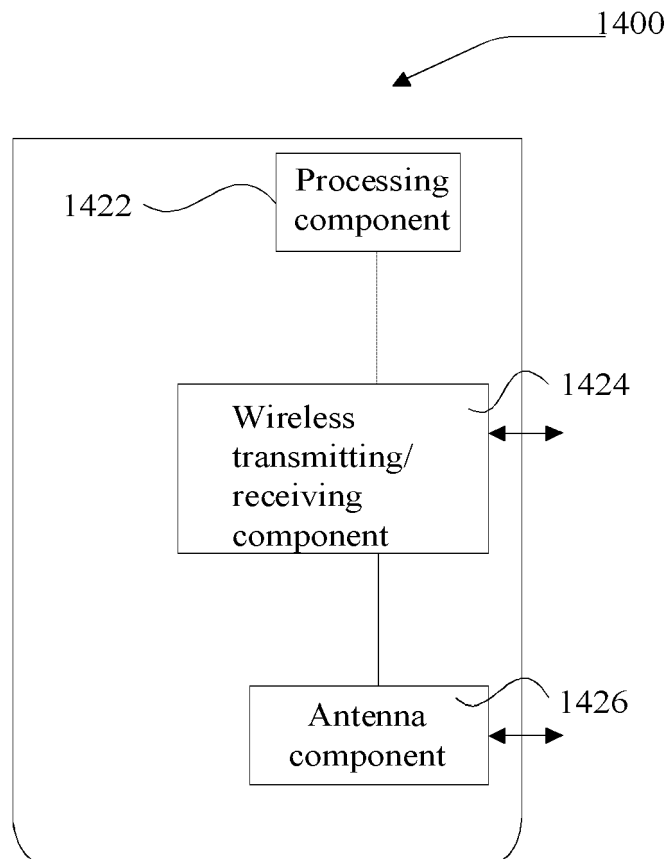 1400
Processing
component
1422
1424
Wireless
transmitting/
receiving
component
1426
Antenna
component